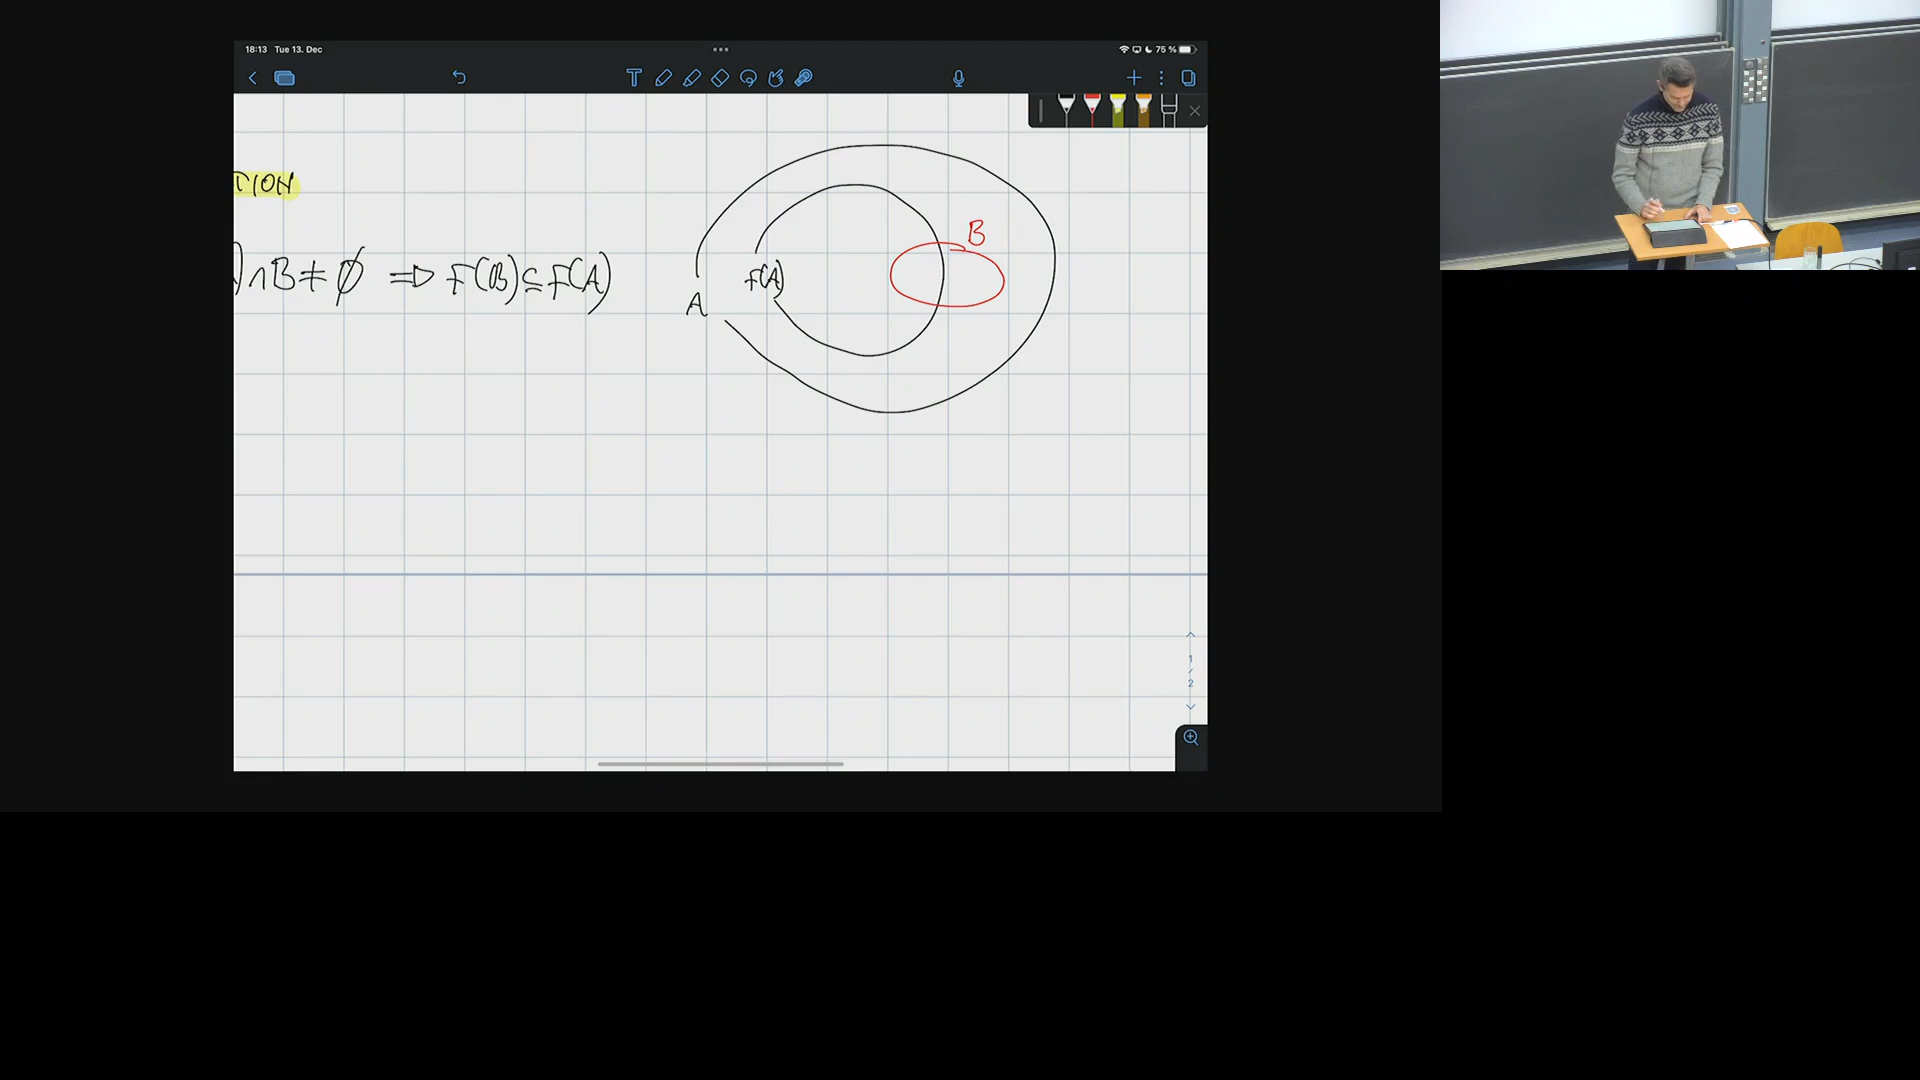 18:13 Tue 13. Dec
75 %
TION
)∩B≠∅ ⇒ f(B)⊆f(A)
B
f(A)
A
1
/
2